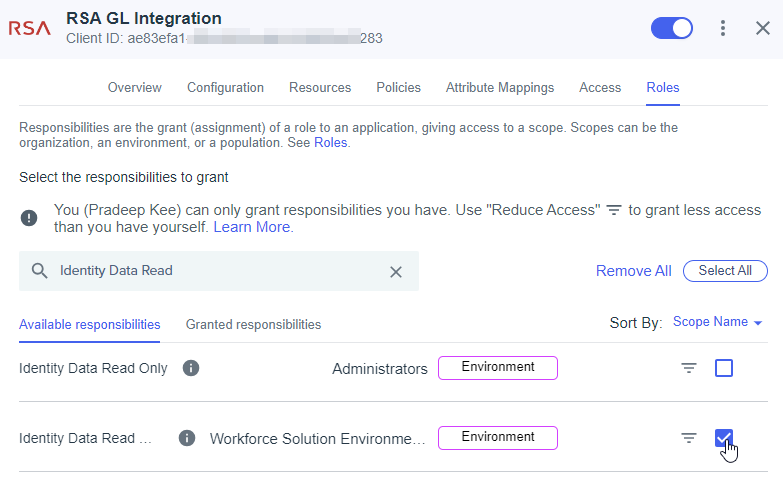 RSA
RSA GL Integration
Client ID: ae83efa1- 283
Overview Configuration Resources Policies Attribute Mappings Access Roles
Responsibilities are the grant (assignment) of a role to an application, giving access to a scope. Scopes can be the
organization, an environment, or a population. See Roles.
Select the responsibilities to grant
You (Pradeep Kee) can only grant responsibilities you have. Use "Reduce Access" to grant less access
than you have yourself. Learn More.
Identity Data Read
Remove All Select All
Available responsibilities Granted responsibilities Sort By: Scope Name
Identity Data Read Only Administrators Environment
Identity Data Read ... Workforce Solution Environme... Environment